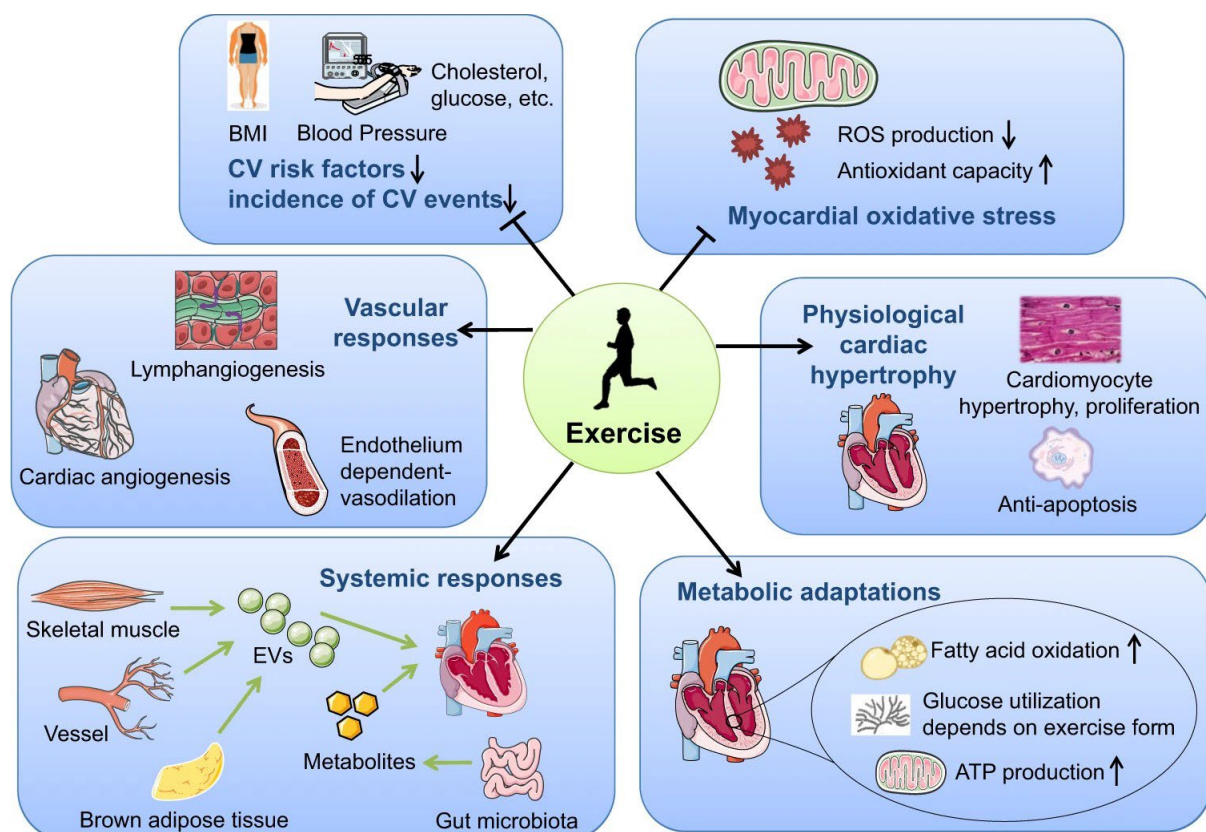 BMI
Blood Pressure
Cholesterol,
glucose, etc.
CV risk factors ↓
incidence of CV events ↓
ROS production ↓
Antioxidant capacity ↑
Myocardial oxidative stress
Vascular
responses
Lymphangiogenesis
Cardiac angiogenesis
Endothelium
dependent-
vasodilation
Exercise
Physiological
cardiac
hypertrophy
Cardiomyocyte
hypertrophy, proliferation
Anti-apoptosis
Systemic responses
Skeletal muscle
EVs
Vessel
Metabolites
Brown adipose tissue
Gut microbiota
Metabolic adaptations
Fatty acid oxidation ↑
Glucose utilization
depends on exercise form
ATP production ↑